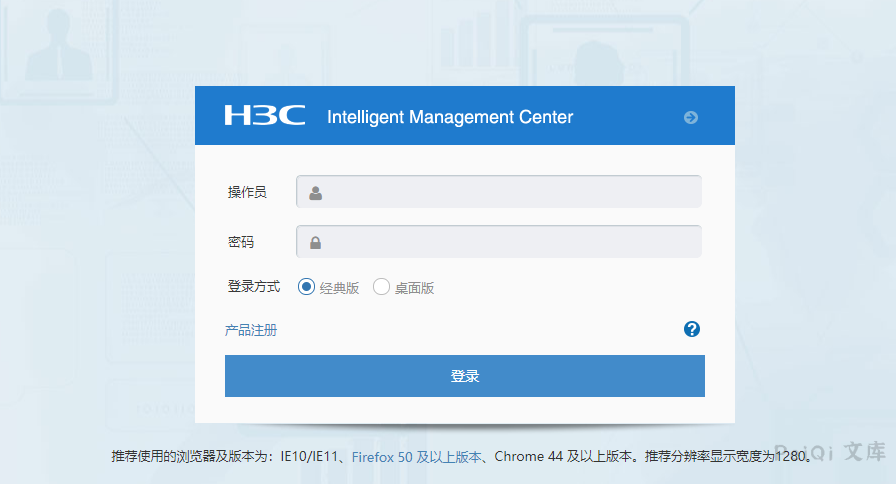 H3C Intelligent Management Center
操作员
密码
登录方式 经典版 桌面版
产品注册
登录
推荐使用的浏览器及版本为：IE10/IE11、Firefox 50 及以上版本、Chrome 44 及以上版本。推荐分辨率显示宽度为1280。
PeiQi 文库